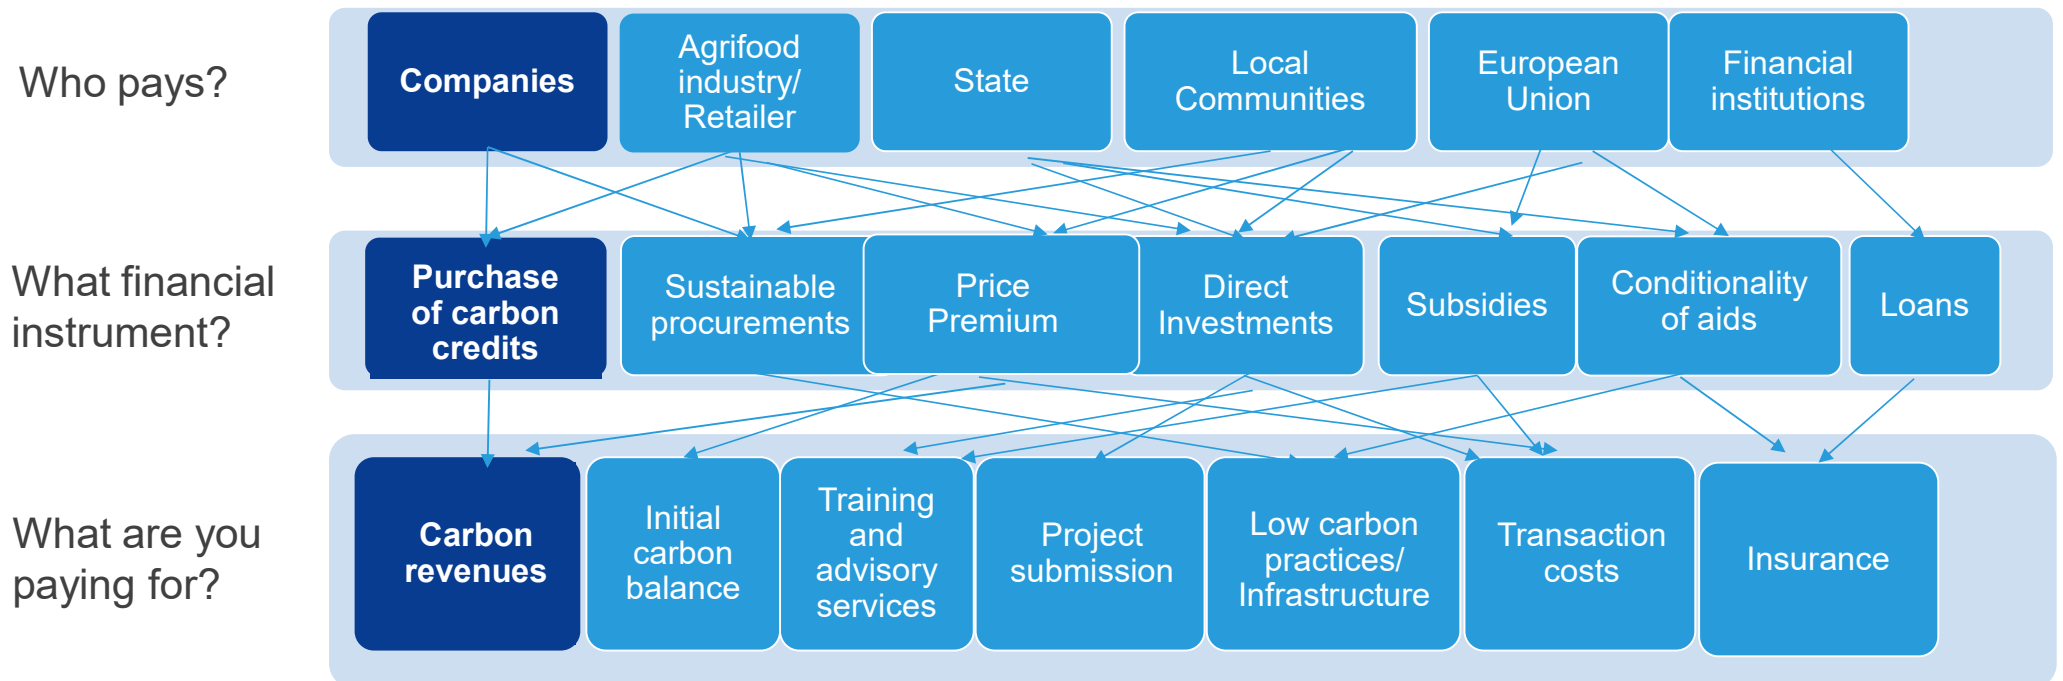 Who pays?
Companies
Agrifood
industry/
Retailer
State
Local
Communities
European
Union
Financial
institutions
What financial
instrument?
Purchase
of carbon
credits
Sustainable
procurements
Price
Premium
Direct
Investments
Subsidies
Conditionality
of aids
Loans
What are you
paying for?
Carbon
revenues
Initial
carbon
balance
Training
and
advisory
services
Project
submission
Low carbon
practices/
Infrastructure
Transaction
costs
Insurance